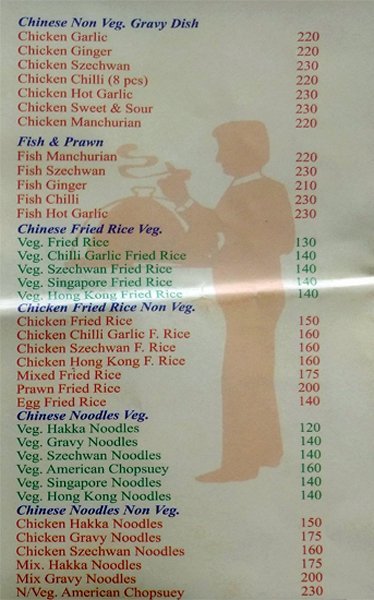 Chinese Non Veg. Gravy Dish
Chicken Garlic 220
Chicken Ginger 220
Chicken Szechwan 230
Chicken Chilli (8 pcs) 220
Chicken Hot Garlic 230
Chicken Sweet & Sour 230
Chicken Manchurian 220
Fish & Prawn
Fish Manchurian 220
Fish Szechwan 230
Fish Ginger 210
Fish Chilli 230
Fish Hot Garlic 230
Chinese Fried Rice Veg.
Veg. Fried Rice 130
Veg. Chilli Garlic Fried Rice 140
Veg. Szechwan Fried Rice 140
Veg. Singapore Fried Rice 140
Veg. Hong Kong Fried Rice 140
Chicken Fried Rice Non Veg.
Chicken Fried Rice 150
Chicken Chilli Garlic F. Rice 160
Chicken Szechwan F. Rice 160
Chicken Hong Kong F. Rice 160
Mixed Fried Rice 175
Prawn Fried Rice 200
Egg Fried Rice 140
Chinese Noodles Veg.
Veg. Hakka Noodles 120
Veg. Gravy Noodles 140
Veg. Szechwan Noodles 140
Veg. American Chopsuey 160
Veg. Singapore Noodles 140
Veg. Hong Kong Noodles 140
Chinese Noodles Non Veg.
Chicken Hakka Noodles 150
Chicken Gravy Noodles 175
Chicken Szechwan Noodles 160
Mix. Hakka Noodles 175
Mix Gravy Noodles 200
N/Veg. American Chopsuey 230